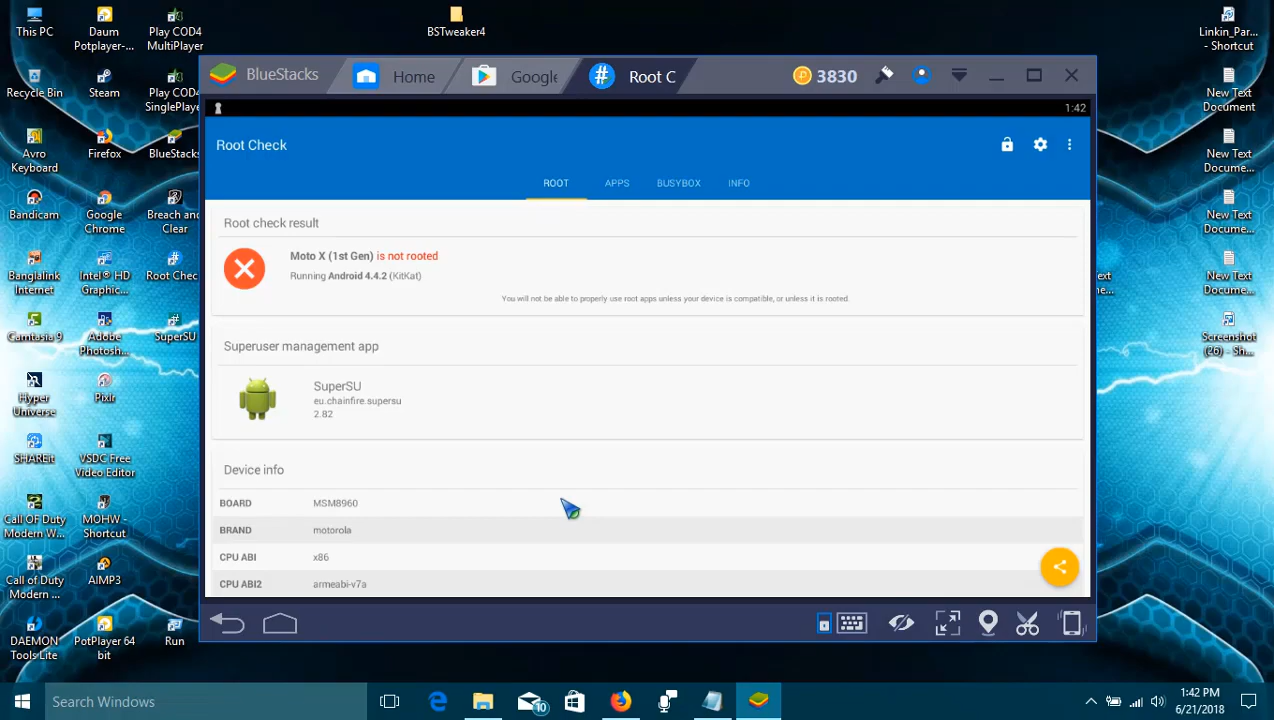 This PC
Daum
Potplayer-...
Play COD4
MultiPlayer
BSTweaker4
Linkin_Par...
- Shortcut
Recycle Bin
Steam
Play COD4
SinglePlaye
New Text
Document
Avro
Keyboard
Firefox
BlueStacks
New Text
Docume...
Bandicam
Google
Chrome
Breach and
Clear
New Text
Docume...
Banglalink
Internet
Intel® HD
Graphic...
Root Chec
New Text
Docume...
Camtasia 9
Adobe
Photosh...
SuperSU
Screenshot
(26) - Sh...
Hyper
Universe
Pixlr
SHAREit
VSDC Free
Video Editor
Call OF Duty
Modern W...
MOHW -
Shortcut
Call of Duty
Modern ...
AIMP3
DAEMON
Tools Lite
PotPlayer 64
bit
Run
BlueStacks
Home
Google
Root C
3830
1:42
Root Check
ROOT
APPS
BUSYBOX
INFO
Root check result
Moto X (1st Gen) is not rooted
Running Android 4.4.2 (KitKat)
You will not be able to properly use root apps unless your device is compatible, or unless it is rooted.
Superuser management app
SuperSU
eu.chainfire.supersu
2.82
Device info
BOARD MSM8960
BRAND motorola
CPU ABI x86
CPU ABI2 armeabi-v7a
Search Windows
10
1:42 PM
6/21/2018